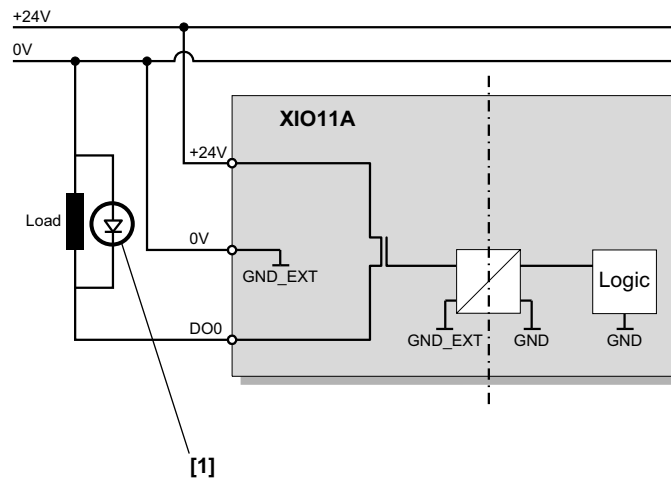 +24V
0V
XIO11A
+24V
Load
0V
GND_EXT
Logic
DO0
GND_EXT
GND
GND
[1]